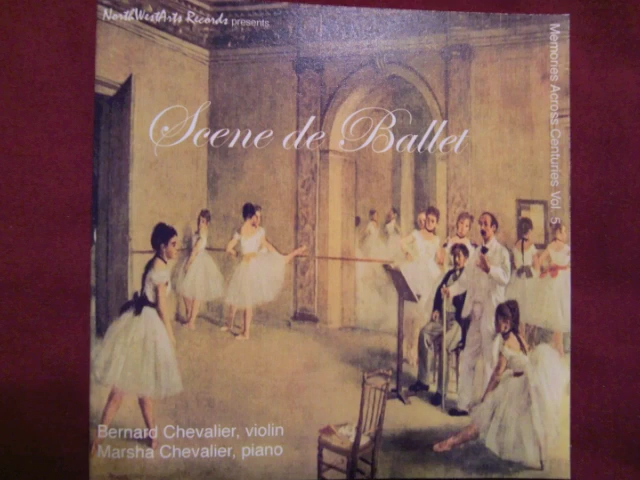 NorthWestArts Records presents
Scene de Ballet
Memories Across Centuries Vol. 5
Bernard Chevalier, violin
Marsha Chevalier, piano